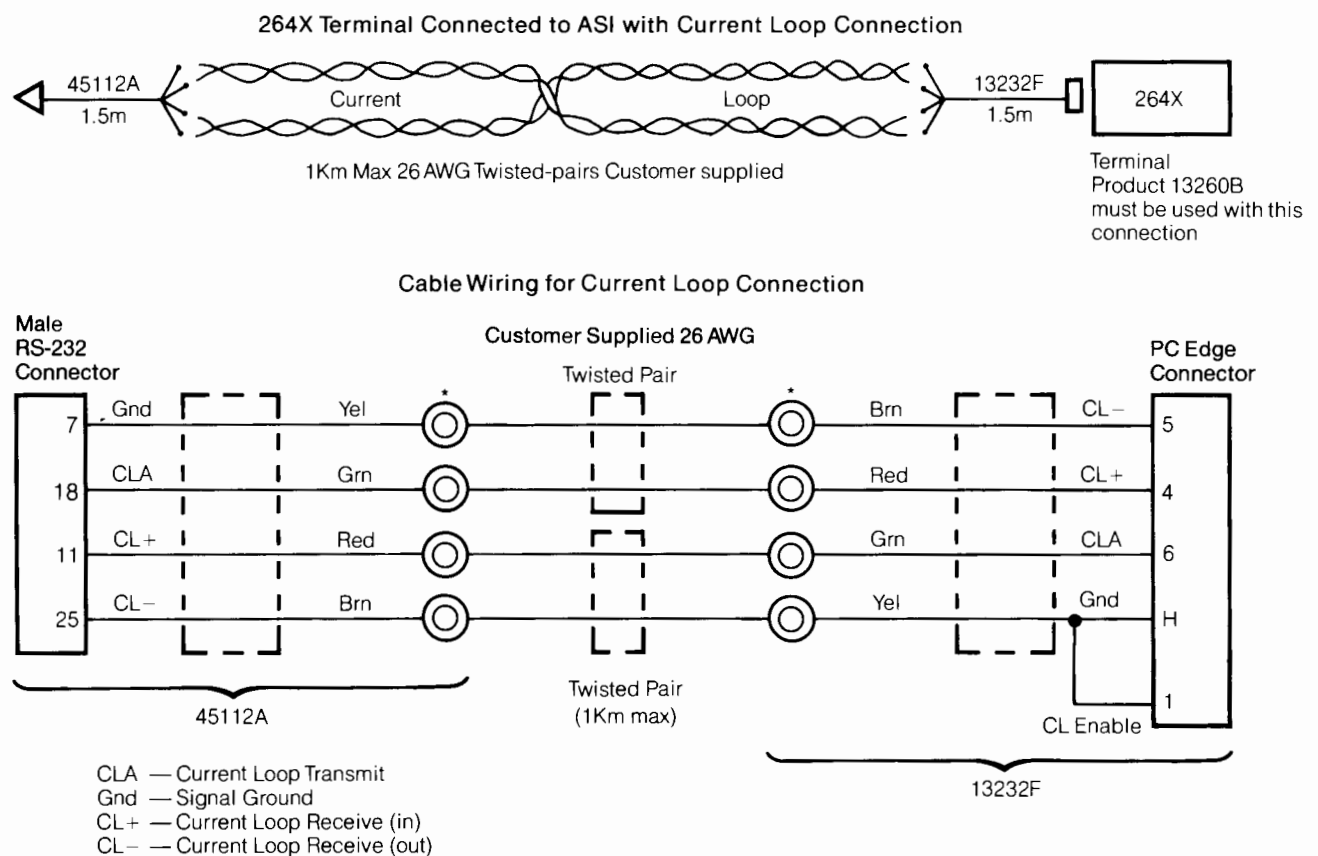 264X Terminal Connected to ASI with Current Loop Connection
45112A
1.5m
Current
Loop
13232F
1.5m
264X
1Km Max 26 AWG Twisted-pairs Customer supplied
Terminal
Product 13260B
must be used with this
connection
Cable Wiring for Current Loop Connection
Male
RS-232
Connector
Customer Supplied 26 AWG
Twisted Pair
PC Edge
Connector
* *
7 Gnd Yel Brn CL– 5
18 CLA Grn Red CL+ 4
11 CL+ Red Grn CLA 6
25 CL– Brn Yel Gnd H
1
CL Enable
45112A
Twisted Pair
(1Km max)
13232F
CLA — Current Loop Transmit
Gnd — Signal Ground
CL+ — Current Loop Receive (in)
CL– — Current Loop Receive (out)